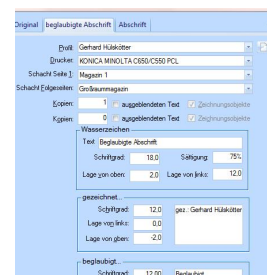 Original beglaubigte Abschrift Abschrift
Profil: Gerhard Hülskötter
Drucker: KONICA MINOLTA C650/C550 PCL
Schacht Seite 1: Magazin 1
Schacht Folgeseiten: Großraummagazin
Kopien: 1 ausgeblendeten Text Zeichnungsobjekte
Kopien: 0 ausgeblendeten Text Zeichnungsobjekte
Wasserzeichen
Text Beglaubigte Abschrift
Schriftgrad: 18,0 Sättigung: 75%
Lage von oben: 2,0 Lage von links: 12,0
gezeichnet...
Schriftgrad: 12,0 gez.: Gerhard Hülskötter
Lage von links: 0,0
Lage von oben: -2,0
beglaubigt...
Schriftgrad: 12,00 Beglaubigt